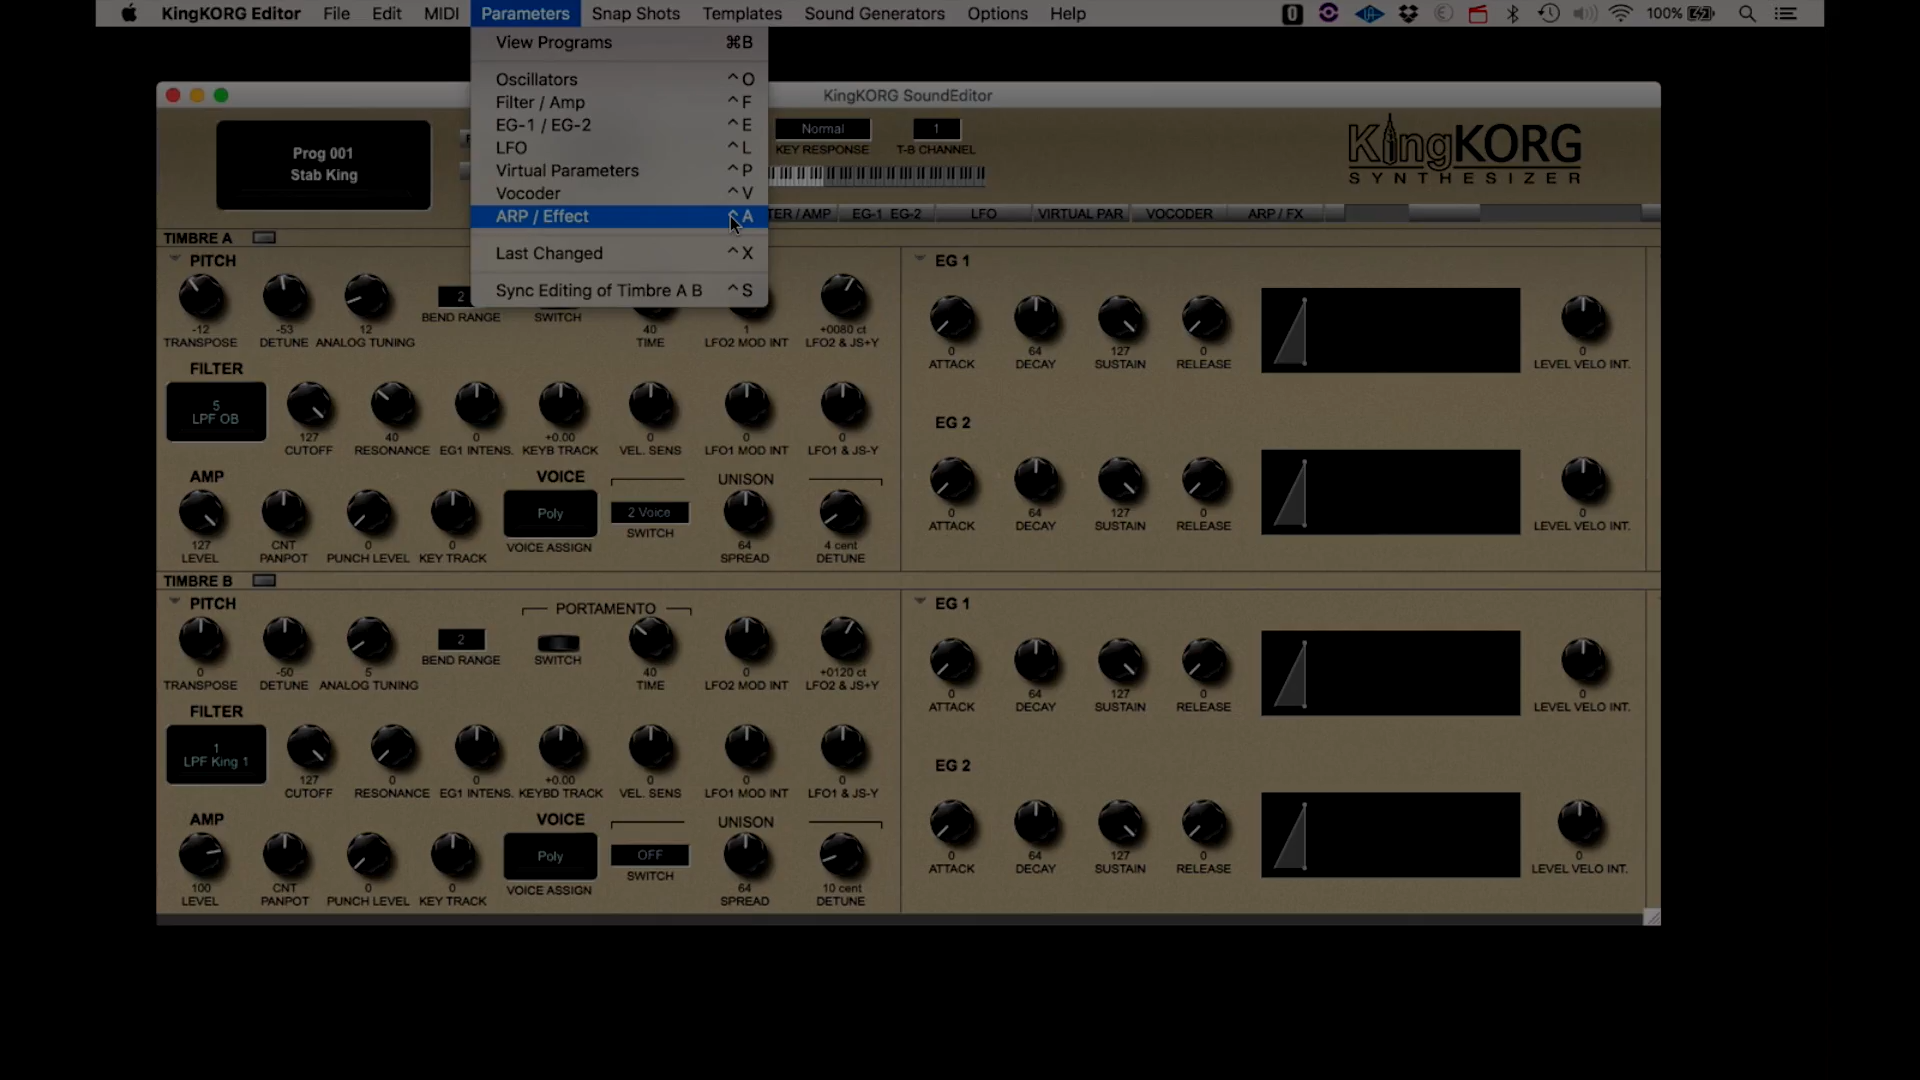 KingKORG Editor File Edit MIDI Parameters Snap Shots Templates Sound Generators Options Help 100%
View Programs ⌘B
Oscillators ^O
Filter / Amp ^F
EG-1 / EG-2 ^E
LFO ^L
Virtual Parameters ^P
Vocoder ^V
ARP / Effect ^A
Last Changed ^X
Sync Editing of Timbre A B ^S
KingKORG SoundEditor
Prog 001
Stab King
Normal 1
KEY RESPONSE T-B CHANNEL
KingKORG
SYNTHESIZER
TER / AMP EG-1 EG-2 LFO VIRTUAL PAR VOCODER ARP / FX
TIMBRE A
PITCH
2
-12 -53 12 BEND RANGE SWITCH 40 1 +0080 ct
TRANSPOSE DETUNE ANALOG TUNING TIME LFO2 MOD INT LFO2 & JS+Y
FILTER
5
LPF OB
127 40 0 +0.00 0 0 0
CUTOFF RESONANCE EG1 INTENS. KEYB TRACK VEL. SENS LFO1 MOD INT LFO1 & JS-Y
AMP VOICE UNISON
Poly 2 Voice
127 CNT 0 0 VOICE ASSIGN SWITCH 64 4 cent
LEVEL PANPOT PUNCH LEVEL KEY TRACK SPREAD DETUNE
EG 1
0 64 127 0 0
ATTACK DECAY SUSTAIN RELEASE LEVEL VELO INT.
EG 2
0 64 127 0 0
ATTACK DECAY SUSTAIN RELEASE LEVEL VELO INT.
TIMBRE B
PITCH PORTAMENTO
2
0 -50 5 BEND RANGE SWITCH 40 0 +0120 ct
TRANSPOSE DETUNE ANALOG TUNING TIME LFO2 MOD INT LFO2 & JS+Y
FILTER
1
LPF King 1
127 0 0 +0.00 0 0 0
CUTOFF RESONANCE EG1 INTENS. KEYBD TRACK VEL. SENS LFO1 MOD INT LFO1 & JS-Y
AMP VOICE UNISON
Poly OFF
100 CNT 0 0 VOICE ASSIGN SWITCH 64 10 cent
LEVEL PANPOT PUNCH LEVEL KEY TRACK SPREAD DETUNE
EG 1
0 64 127 0 0
ATTACK DECAY SUSTAIN RELEASE LEVEL VELO INT.
EG 2
0 64 127 0 0
ATTACK DECAY SUSTAIN RELEASE LEVEL VELO INT.